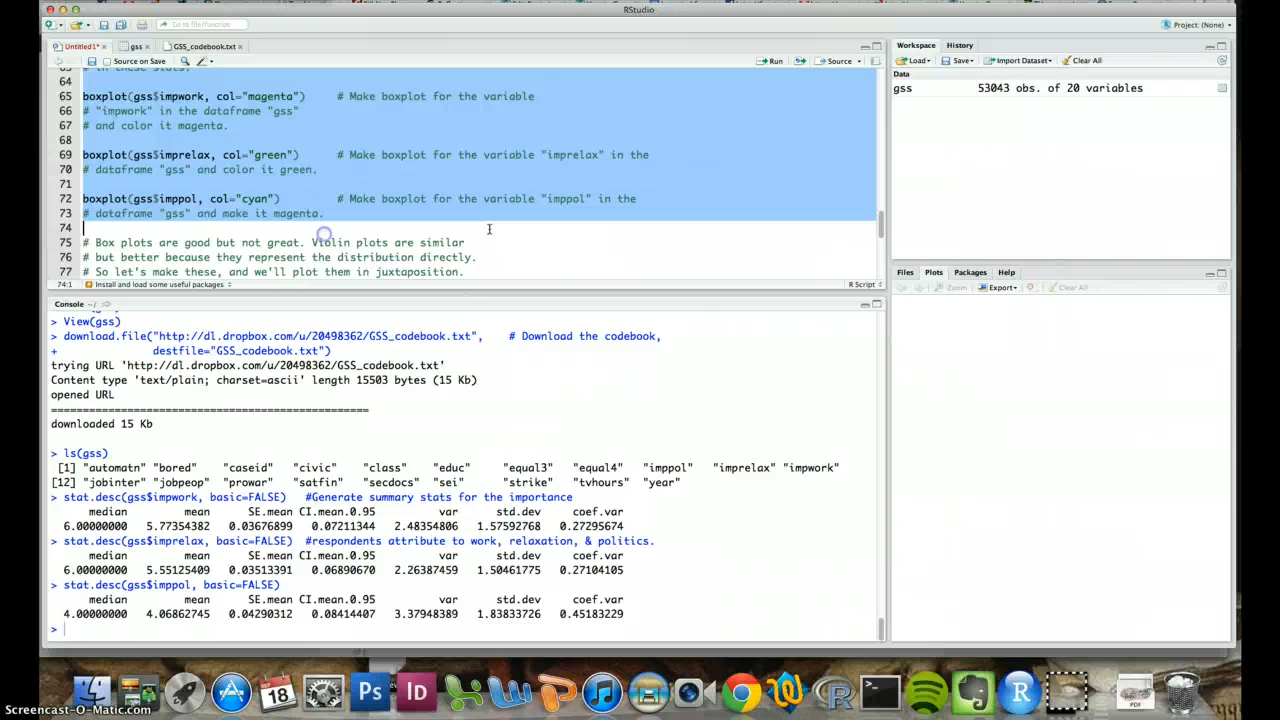 RStudio
Go to file/function
Project: (None)
Untitled1*
gss
GSS_codebook.txt
Source on Save
Run
Source
# in these slots.
64
65 boxplot(gss$impwork, col="magenta") # Make boxplot for the variable
66 # "impwork" in the dataframe "gss"
67 # and color it magenta.
68
69 boxplot(gss$imprelax, col="green") # Make boxplot for the variable "imprelax" in the
70 # dataframe "gss" and color it green.
71
72 boxplot(gss$imppol, col="cyan") # Make boxplot for the variable "imppol" in the
73 # dataframe "gss" and make it magenta.
74
75 # Box plots are good but not great. Violin plots are similar
76 # but better because they represent the distribution directly.
77 # So let's make these, and we'll plot them in juxtaposition.
74:1 Install and load some useful packages R Script
Console ~/
> View(gss)
> download.file("http://dl.dropbox.com/u/20498362/GSS_codebook.txt", # Download the codebook,
+ destfile="GSS_codebook.txt")
trying URL 'http://dl.dropbox.com/u/20498362/GSS_codebook.txt'
Content type 'text/plain; charset=ascii' length 15503 bytes (15 Kb)
opened URL
==================================================
downloaded 15 Kb
> ls(gss)
[1] "automatn" "bored" "caseid" "civic" "class" "educ" "equal3" "equal4" "imppol" "imprelax" "impwork"
[12] "jobinter" "jobpeop" "prowar" "satfin" "secdocs" "sei" "strike" "tvhours" "year"
> stat.desc(gss$impwork, basic=FALSE) #Generate summary stats for the importance
median mean SE.mean CI.mean.0.95 var std.dev coef.var
6.00000000 5.77354382 0.03676899 0.07211344 2.48354806 1.57592768 0.27295674
> stat.desc(gss$imprelax, basic=FALSE) #respondents attribute to work, relaxation, & politics.
median mean SE.mean CI.mean.0.95 var std.dev coef.var
6.00000000 5.55125409 0.03513391 0.06890670 2.26387459 1.50461775 0.27104105
> stat.desc(gss$imppol, basic=FALSE)
median mean SE.mean CI.mean.0.95 var std.dev coef.var
4.00000000 4.06862745 0.04290312 0.08414407 3.37948389 1.83833726 0.45183229
>
Workspace History
Load Save Import Dataset Clear All
Data
gss 53043 obs. of 20 variables
Files Plots Packages Help
Zoom Export Clear All
18
Ps
Id
R
R
PDF
Screencast-O-Matic.com